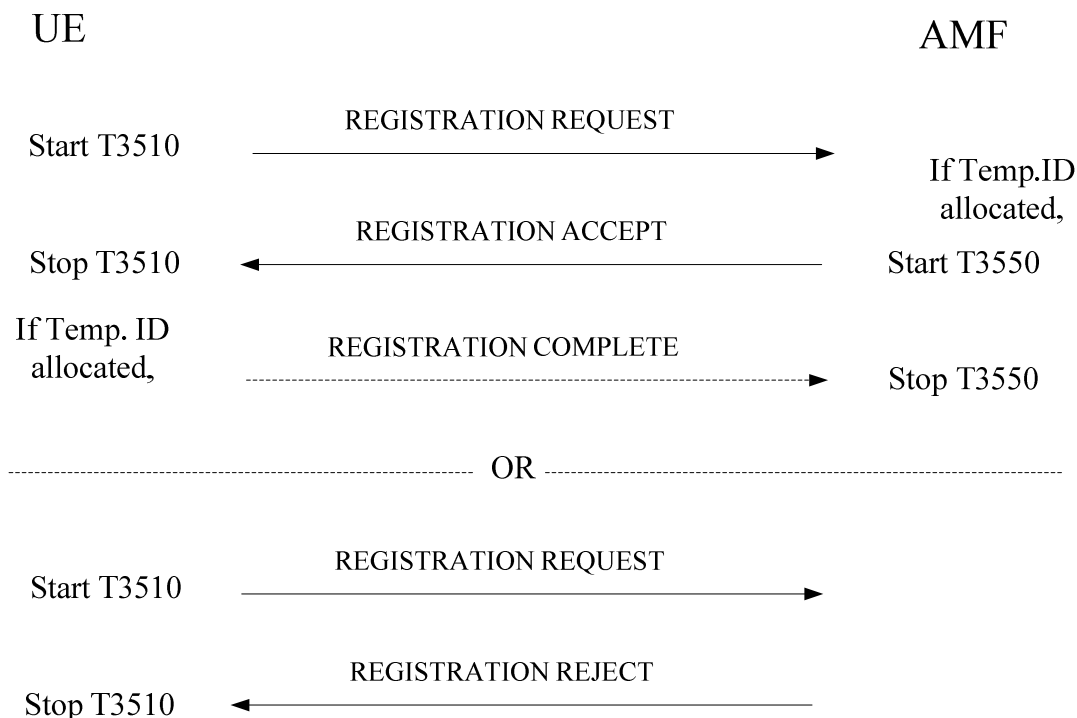 UE
AMF
REGISTRATION REQUEST
Start T3510
If Temp.ID
allocated,
REGISTRATION ACCEPT
Stop T3510
Start T3550
If Temp. ID
allocated,
REGISTRATION COMPLETE
Stop T3550
OR
REGISTRATION REQUEST
Start T3510
REGISTRATION REJECT
Stop T3510